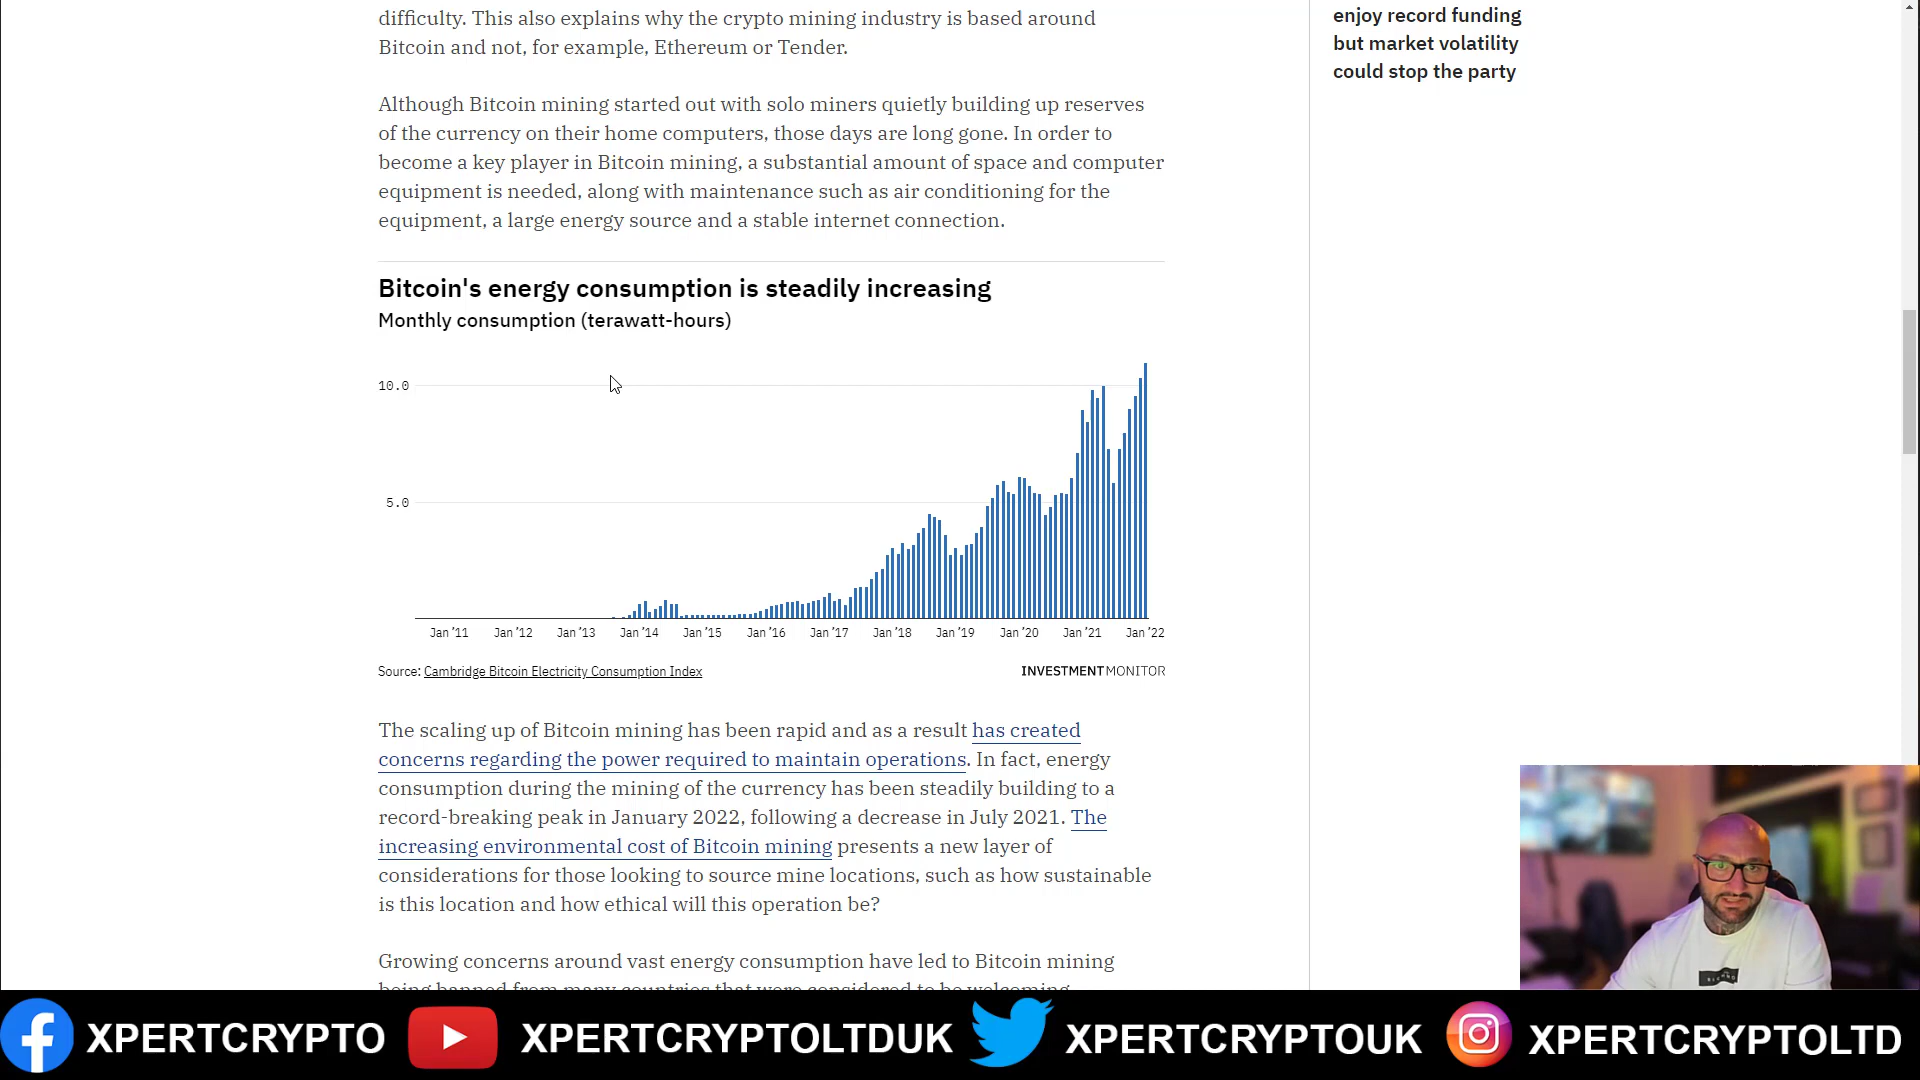 difficulty. This also explains why the crypto mining industry is based around
Bitcoin and not, for example, Ethereum or Tender.
Although Bitcoin mining started out with solo miners quietly building up reserves
of the currency on their home computers, those days are long gone. In order to
become a key player in Bitcoin mining, a substantial amount of space and computer
equipment is needed, along with maintenance such as air conditioning for the
equipment, a large energy source and a stable internet connection.
Bitcoin's energy consumption is steadily increasing
Monthly consumption (terawatt-hours)
10.0
5.0
Jan '11 Jan '12 Jan '13 Jan '14 Jan '15 Jan '16 Jan '17 Jan '18 Jan '19 Jan '20 Jan '21 Jan '22
Source: Cambridge Bitcoin Electricity Consumption Index
INVESTMENTMONITOR
The scaling up of Bitcoin mining has been rapid and as a result has created
concerns regarding the power required to maintain operations. In fact, energy
consumption during the mining of the currency has been steadily building to a
record-breaking peak in January 2022, following a decrease in July 2021. The
increasing environmental cost of Bitcoin mining presents a new layer of
considerations for those looking to source mine locations, such as how sustainable
is this location and how ethical will this operation be?
Growing concerns around vast energy consumption have led to Bitcoin mining
being banned from many countries that were considered to be welcoming
enjoy record funding
but market volatility
could stop the party
XPERTCRYPTO XPERTCRYPTOLTDUK XPERTCRYPTOUK XPERTCRYPTOLTD